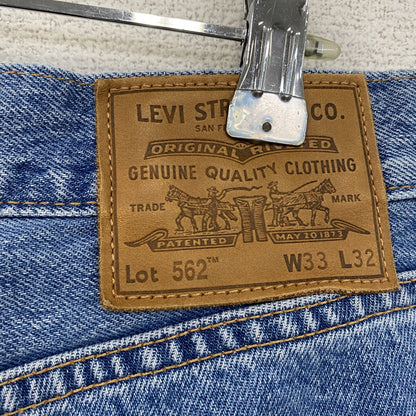 LEVI STR CO.
SAN F
ORIGINAL RIVETED
GENUINE QUALITY CLOTHING
TRADE MARK
PATENTED MAY 20 1873
Lot 562™ W33 L32